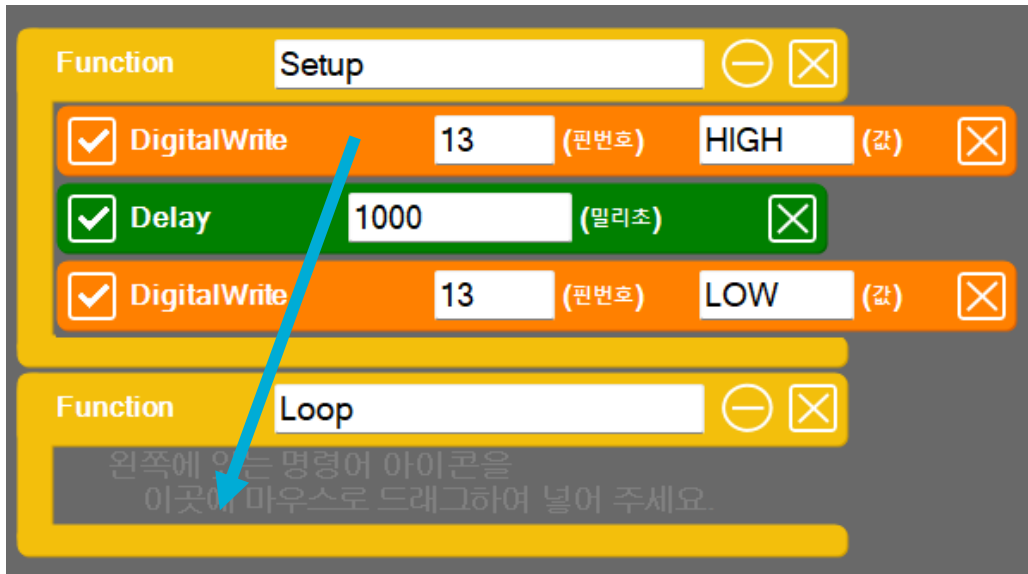 Function Setup
DigitalWrite 13 (핀번호) HIGH (값)
Delay 1000 (밀리초)
DigitalWrite 13 (핀번호) LOW (값)
Function Loop
왼쪽에 있는 명령어 아이콘을
이곳에 마우스로 드래그하여 넣어 주세요.